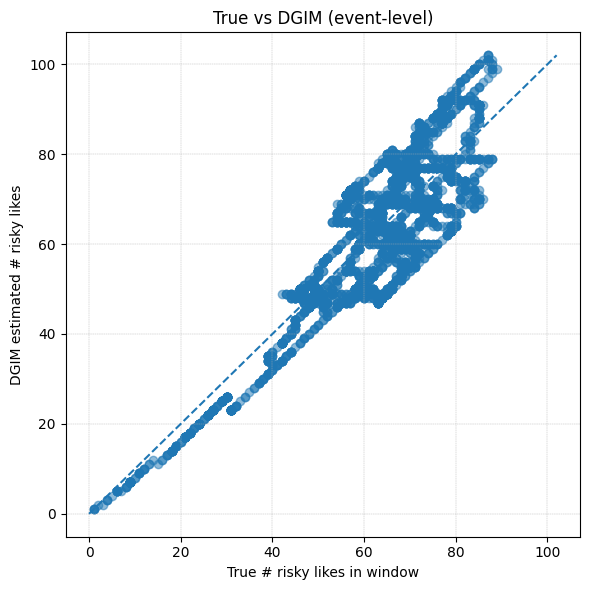 True vs DGIM (event-level)
DGIM estimated # risky likes
100
80
60
40
20
0
0 20 40 60 80 100
True # risky likes in window